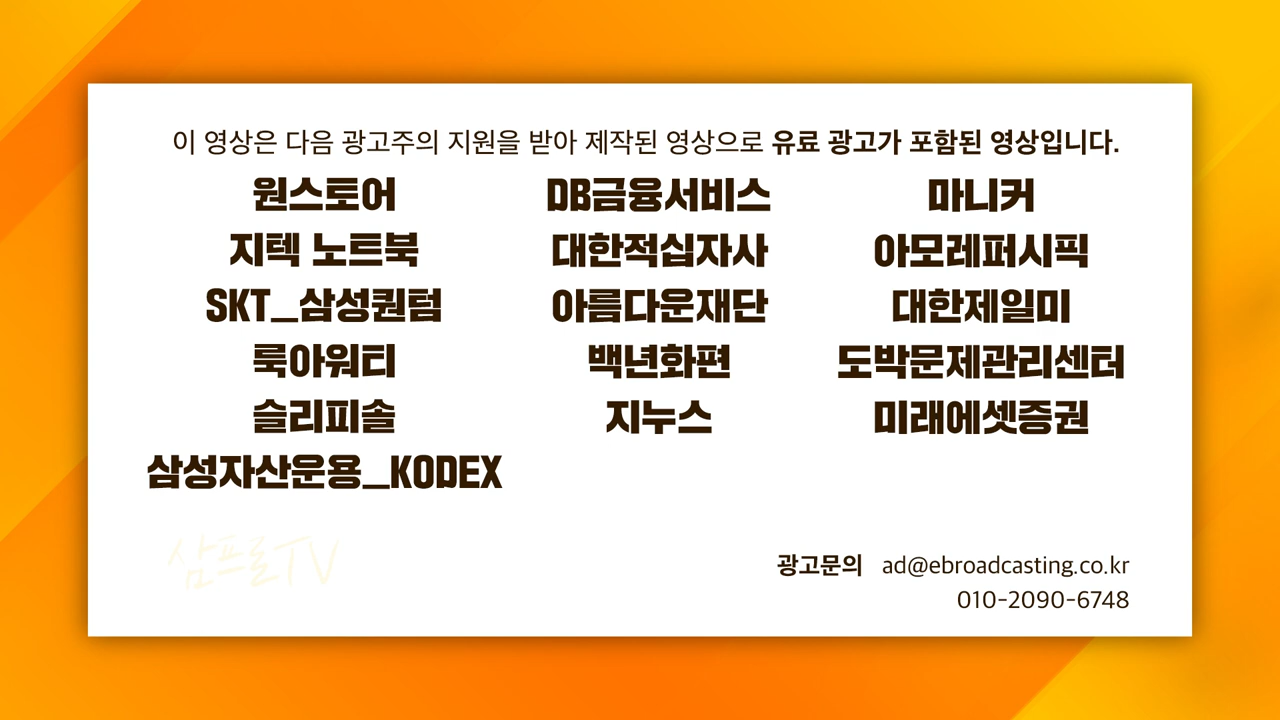 이 영상은 다음 광고주의 지원을 받아 제작된 영상으로 유료 광고가 포함된 영상입니다.
원스토어 DB금융서비스 마니커
지텍 노트북 대한적십자사 아모레퍼시픽
SKT_삼성퀀텀 아름다운재단 대한제일미
룩아워티 백년화편 도박문제관리센터
슬리피솔 지누스 미래에셋증권
삼성자산운용_KODEX
삼프로TV
광고문의 ad@ebroadcasting.co.kr
010-2090-6748